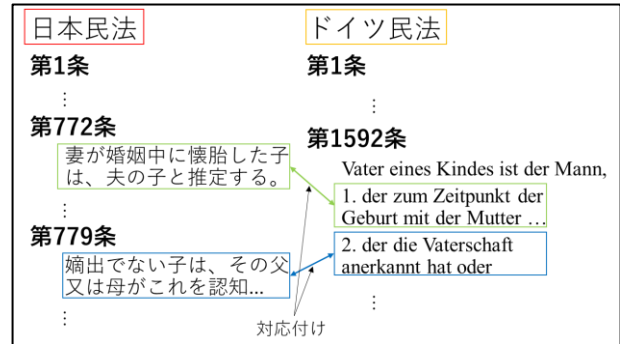 日本民法
第1条
⋮
第772条
妻が婚姻中に懐胎した子
は、夫の子と推定する。
⋮
第779条
嫡出でない子は、その父
又は母がこれを認知...
⋮
ドイツ民法
第1条
⋮
第1592条
Vater eines Kindes ist der Mann,
1. der zum Zeitpunkt der
Geburt mit der Mutter …
2. der die Vaterschaft
anerkannt hat oder
⋮
対応付け